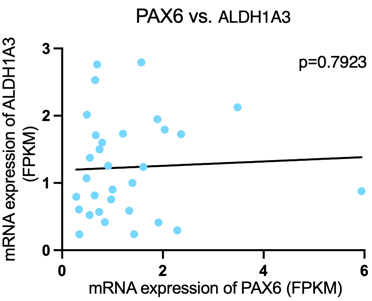 PAX6 vs. ALDH1A3
p=0.7923
mRNA expression of ALDH1A3
(FPKM)
3
2
1
0
0 2 4 6
mRNA expression of PAX6 (FPKM)